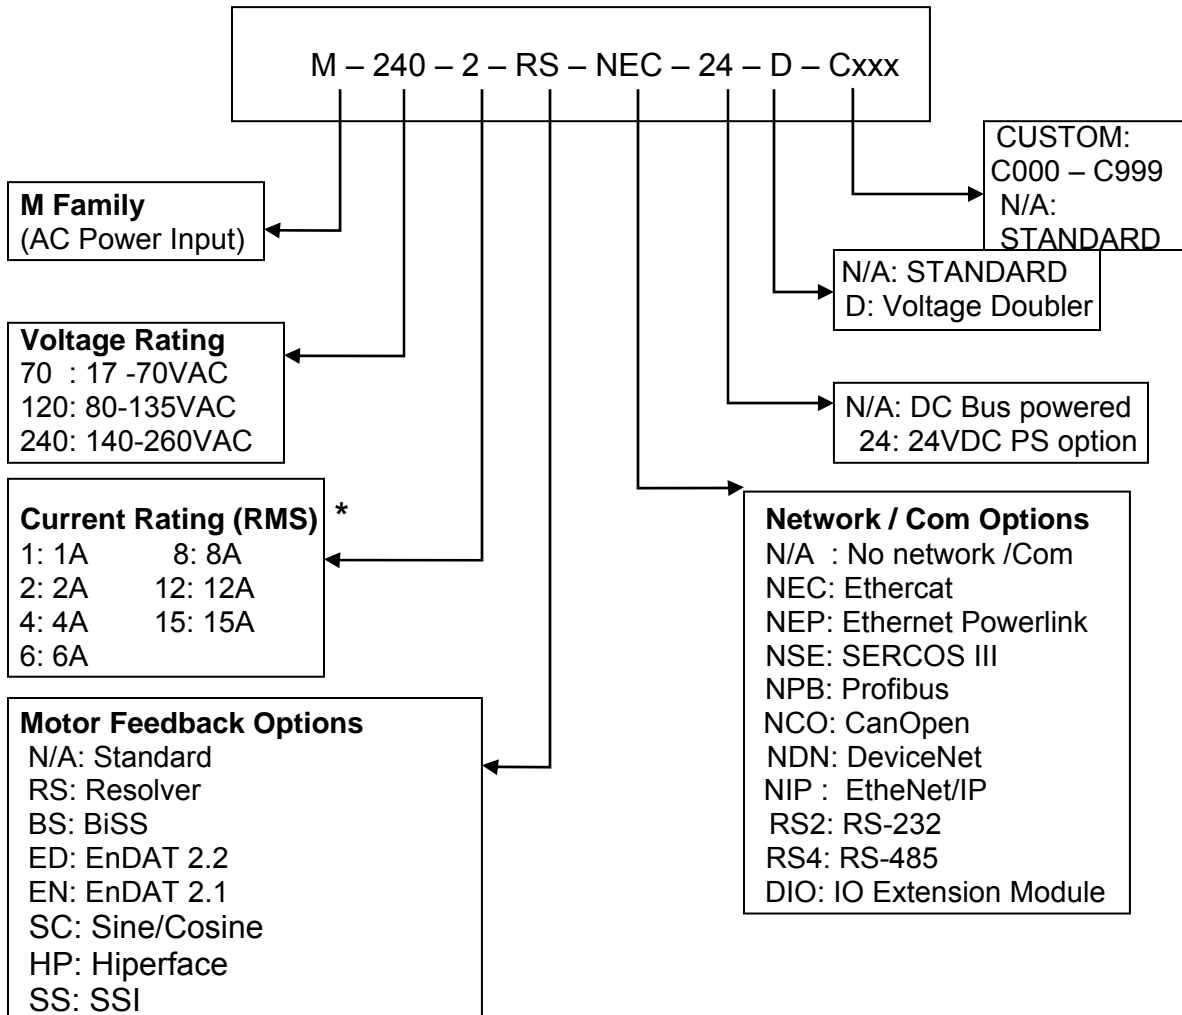 M – 240 – 2 – RS – NEC – 24 – D – Cxxx
CUSTOM:
C000 – C999
N/A:
STANDARD
M Family
(AC Power Input)
N/A: STANDARD
D: Voltage Doubler
Voltage Rating
70 : 17 -70VAC
120: 80-135VAC
240: 140-260VAC
N/A: DC Bus powered
24: 24VDC PS option
Current Rating (RMS) *
1: 1A 8: 8A
2: 2A 12: 12A
4: 4A 15: 15A
6: 6A
Network / Com Options
N/A : No network /Com
NEC: Ethercat
NEP: Ethernet Powerlink
NSE: SERCOS III
NPB: Profibus
NCO: CanOpen
NDN: DeviceNet
NIP : EtheNet/IP
RS2: RS-232
RS4: RS-485
DIO: IO Extension Module
Motor Feedback Options
N/A: Standard
RS: Resolver
BS: BiSS
ED: EnDAT 2.2
EN: EnDAT 2.1
SC: Sine/Cosine
HP: Hiperface
SS: SSI